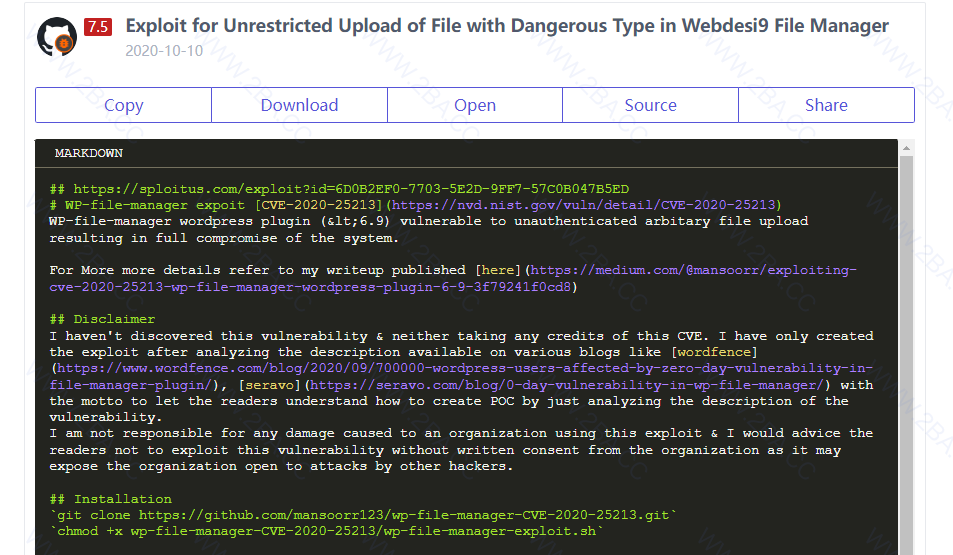 7.5 Exploit for Unrestricted Upload of File with Dangerous Type in Webdesi9 File Manager
2020-10-10
Copy Download Open Source Share
MARKDOWN
## https://sploitus.com/exploit?id=6D0B2EF0-7703-5E2D-9FF7-57C0B047B5ED
# WP-file-manager expoit [CVE-2020-25213](https://nvd.nist.gov/vuln/detail/CVE-2020-25213)
WP-file-manager wordpress plugin (&lt;6.9) vulnerable to unauthenticated arbitary file upload
resulting in full compromise of the system.
For More more details refer to my writeup published [here](https://medium.com/@mansoorr/exploiting-
cve-2020-25213-wp-file-manager-wordpress-plugin-6-9-3f79241f0cd8)
## Disclaimer
I haven't discovered this vulnerability & neither taking any credits of this CVE. I have only created
the exploit after analyzing the description available on various blogs like [wordfence]
(https://www.wordfence.com/blog/2020/09/700000-wordpress-users-affected-by-zero-day-vulnerability-in-
file-manager-plugin/), [seravo](https://seravo.com/blog/0-day-vulnerability-in-wp-file-manager/) with
the motto to let the readers understand how to create POC by just analyzing the description of the
vulnerability.
I am not responsible for any damage caused to an organization using this exploit & I would advice the
readers not to exploit this vulnerability without written consent from the organization as it may
expose the organization open to attacks by other hackers.
## Installation
`git clone https://github.com/mansoorr123/wp-file-manager-CVE-2020-25213.git`
`chmod +x wp-file-manager-CVE-2020-25213/wp-file-manager-exploit.sh`
WWW.2BA.CC